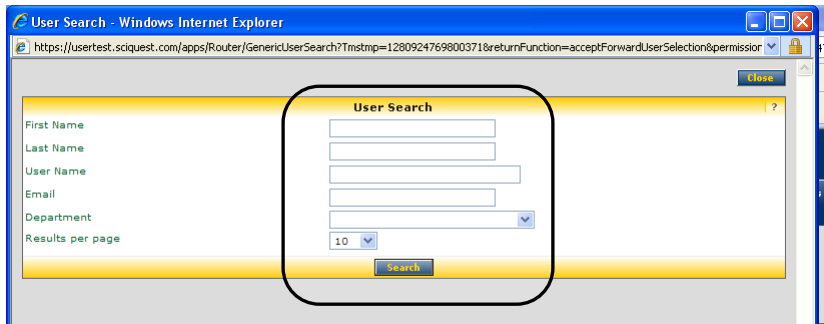 User Search - Windows Internet Explorer
https://usertest.sciquest.com/apps/Router/GenericUserSearch?Tmstmp=1280924769800371&returnFunction=acceptForwardUserSelection&permission
Close
User Search ?
First Name
Last Name
User Name
Email
Department
Results per page 10
Search